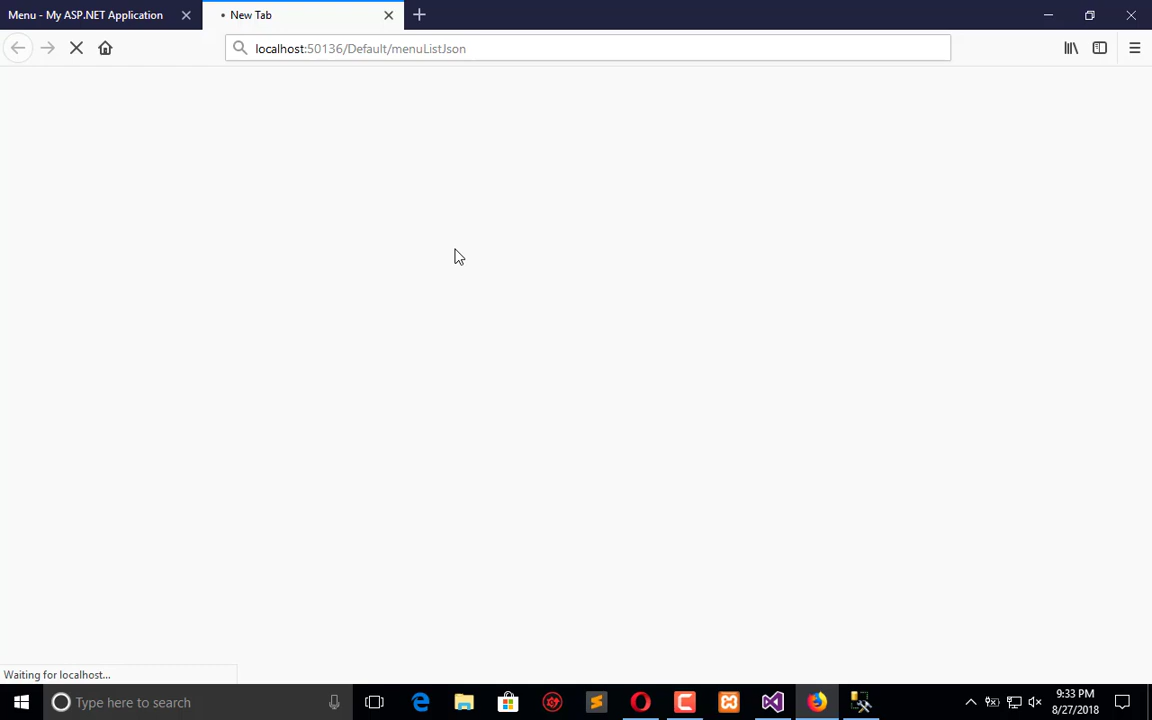 Menu - My ASP.NET Application
New Tab
localhost:50136/Default/menuListJson
Waiting for localhost...
Type here to search
9:33 PM
8/27/2018